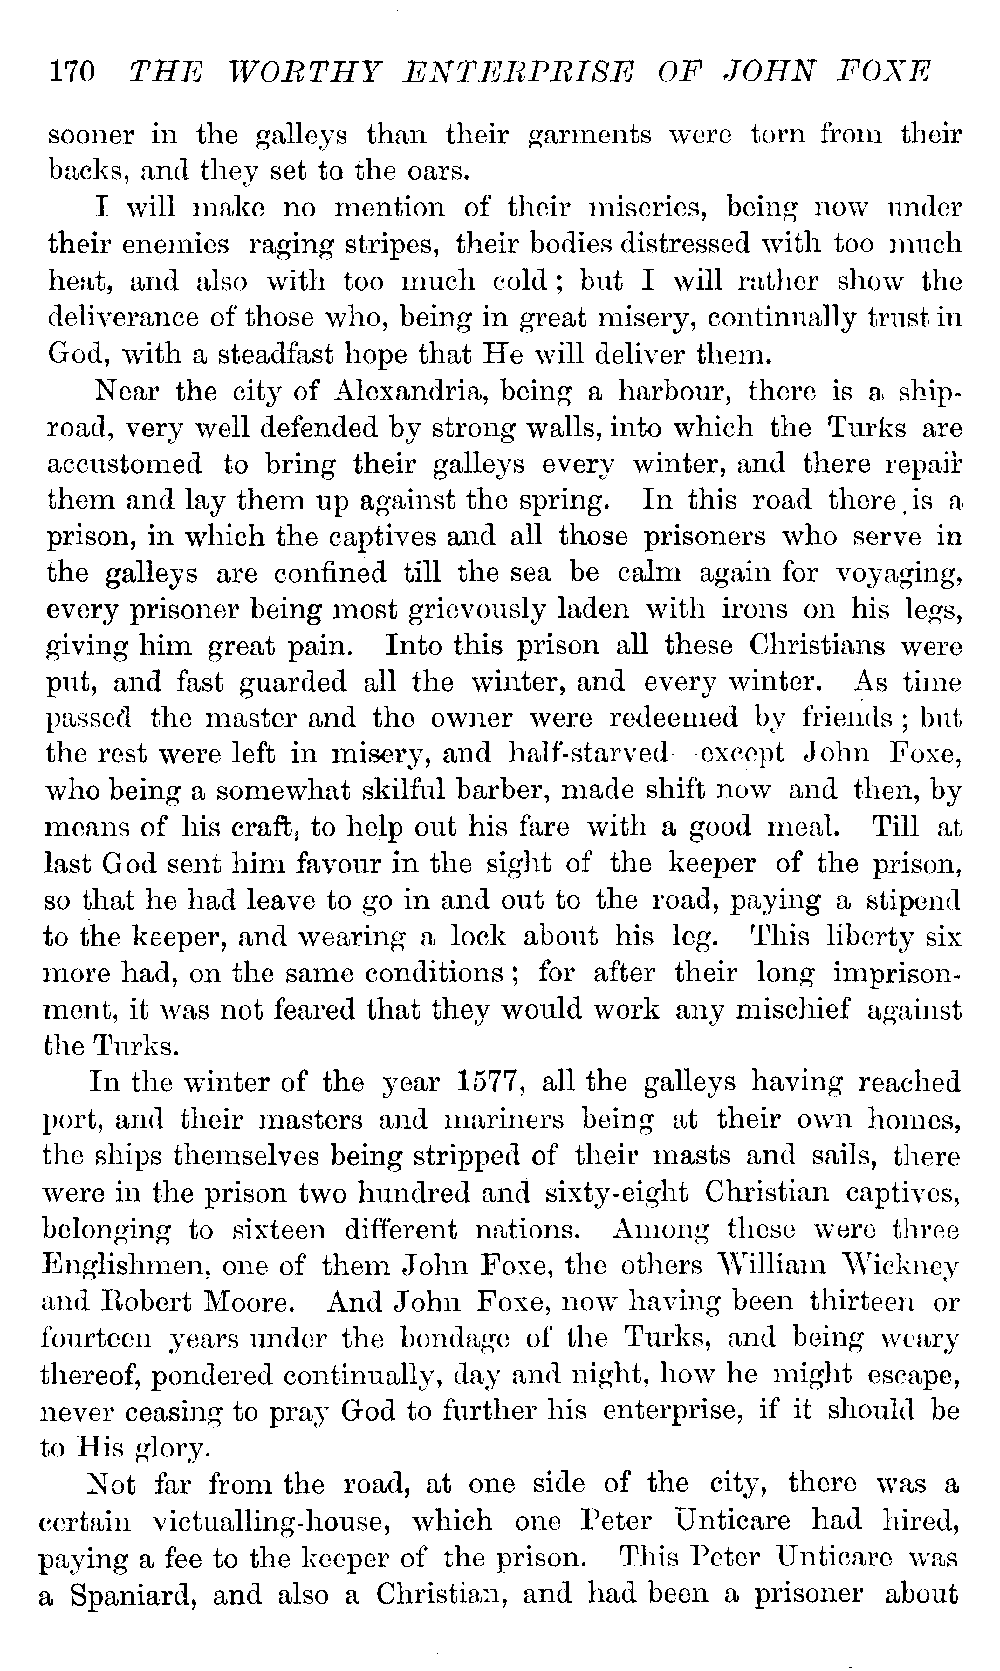 170 THE WORTHY ENTERPRISE OF JOHN FOXE
sooner in the galleys than their garments were torn from their
backs, and they set to the oars.
I will make no mention of their miseries, being now under
their enemies raging stripes, their bodies distressed with too much
heat, and also with too much cold; but I will rather show the
deliverance of those who, being in great misery, continually trust in
God, with a steadfast hope that He will deliver them.
Near the city of Alexandria, being a harbour, there is a ship-
road, very well defended by strong walls, into which the Turks are
accustomed to bring their galleys every winter, and there repair
them and lay them up against the spring. In this road there is a
prison, in which the captives and all those prisoners who serve in
the galleys are confined till the sea be calm again for voyaging,
every prisoner being most grievously laden with irons on his legs,
giving him great pain. Into this prison all these Christians were
put, and fast guarded all the winter, and every winter. As time
passed the master and the owner were redeemed by friends; but
the rest were left in misery, and half-starved—except John Foxe,
who being a somewhat skilful barber, made shift now and then, by
means of his craft, to help out his fare with a good meal. Till at
last God sent him favour in the sight of the keeper of the prison,
so that he had leave to go in and out to the road, paying a stipend
to the keeper, and wearing a lock about his leg. This liberty six
more had, on the same conditions; for after their long imprison-
ment, it was not feared that they would work any mischief against
the Turks.
In the winter of the year 1577, all the galleys having reached
port, and their masters and mariners being at their own homes,
the ships themselves being stripped of their masts and sails, there
were in the prison two hundred and sixty-eight Christian captives,
belonging to sixteen different nations. Among these were three
Englishmen, one of them John Foxe, the others William Wickney
and Robert Moore. And John Foxe, now having been thirteen or
fourteen years under the bondage of the Turks, and being weary
thereof, pondered continually, day and night, how he might escape,
never ceasing to pray God to further his enterprise, if it should be
to His glory.
Not far from the road, at one side of the city, there was a
certain victualling-house, which one Peter Unticare had hired,
paying a fee to the keeper of the prison. This Peter Unticare was
a Spaniard, and also a Christian, and had been a prisoner about